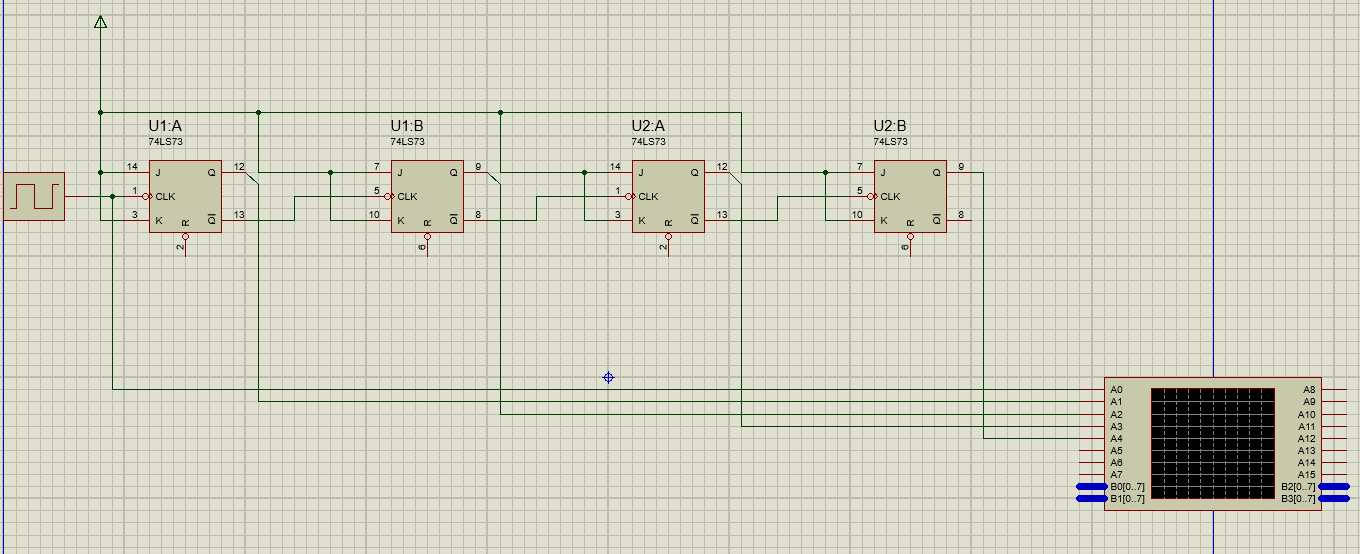 U1:A
74LS73
U1:B
74LS73
U2:A
74LS73
U2:B
74LS73
14 J Q 12
1 CLK
3 K Q 13
R
2
7 J Q 9
5 CLK
10 K Q 8
R
6
14 J Q 12
1 CLK
3 K Q 13
R
2
7 J Q 9
5 CLK
10 K Q 8
R
6
A0 A8
A1 A9
A2 A10
A3 A11
A4 A12
A5 A13
A6 A14
A7 A15
B0[0..7] B2[0..7]
B1[0..7] B3[0..7]